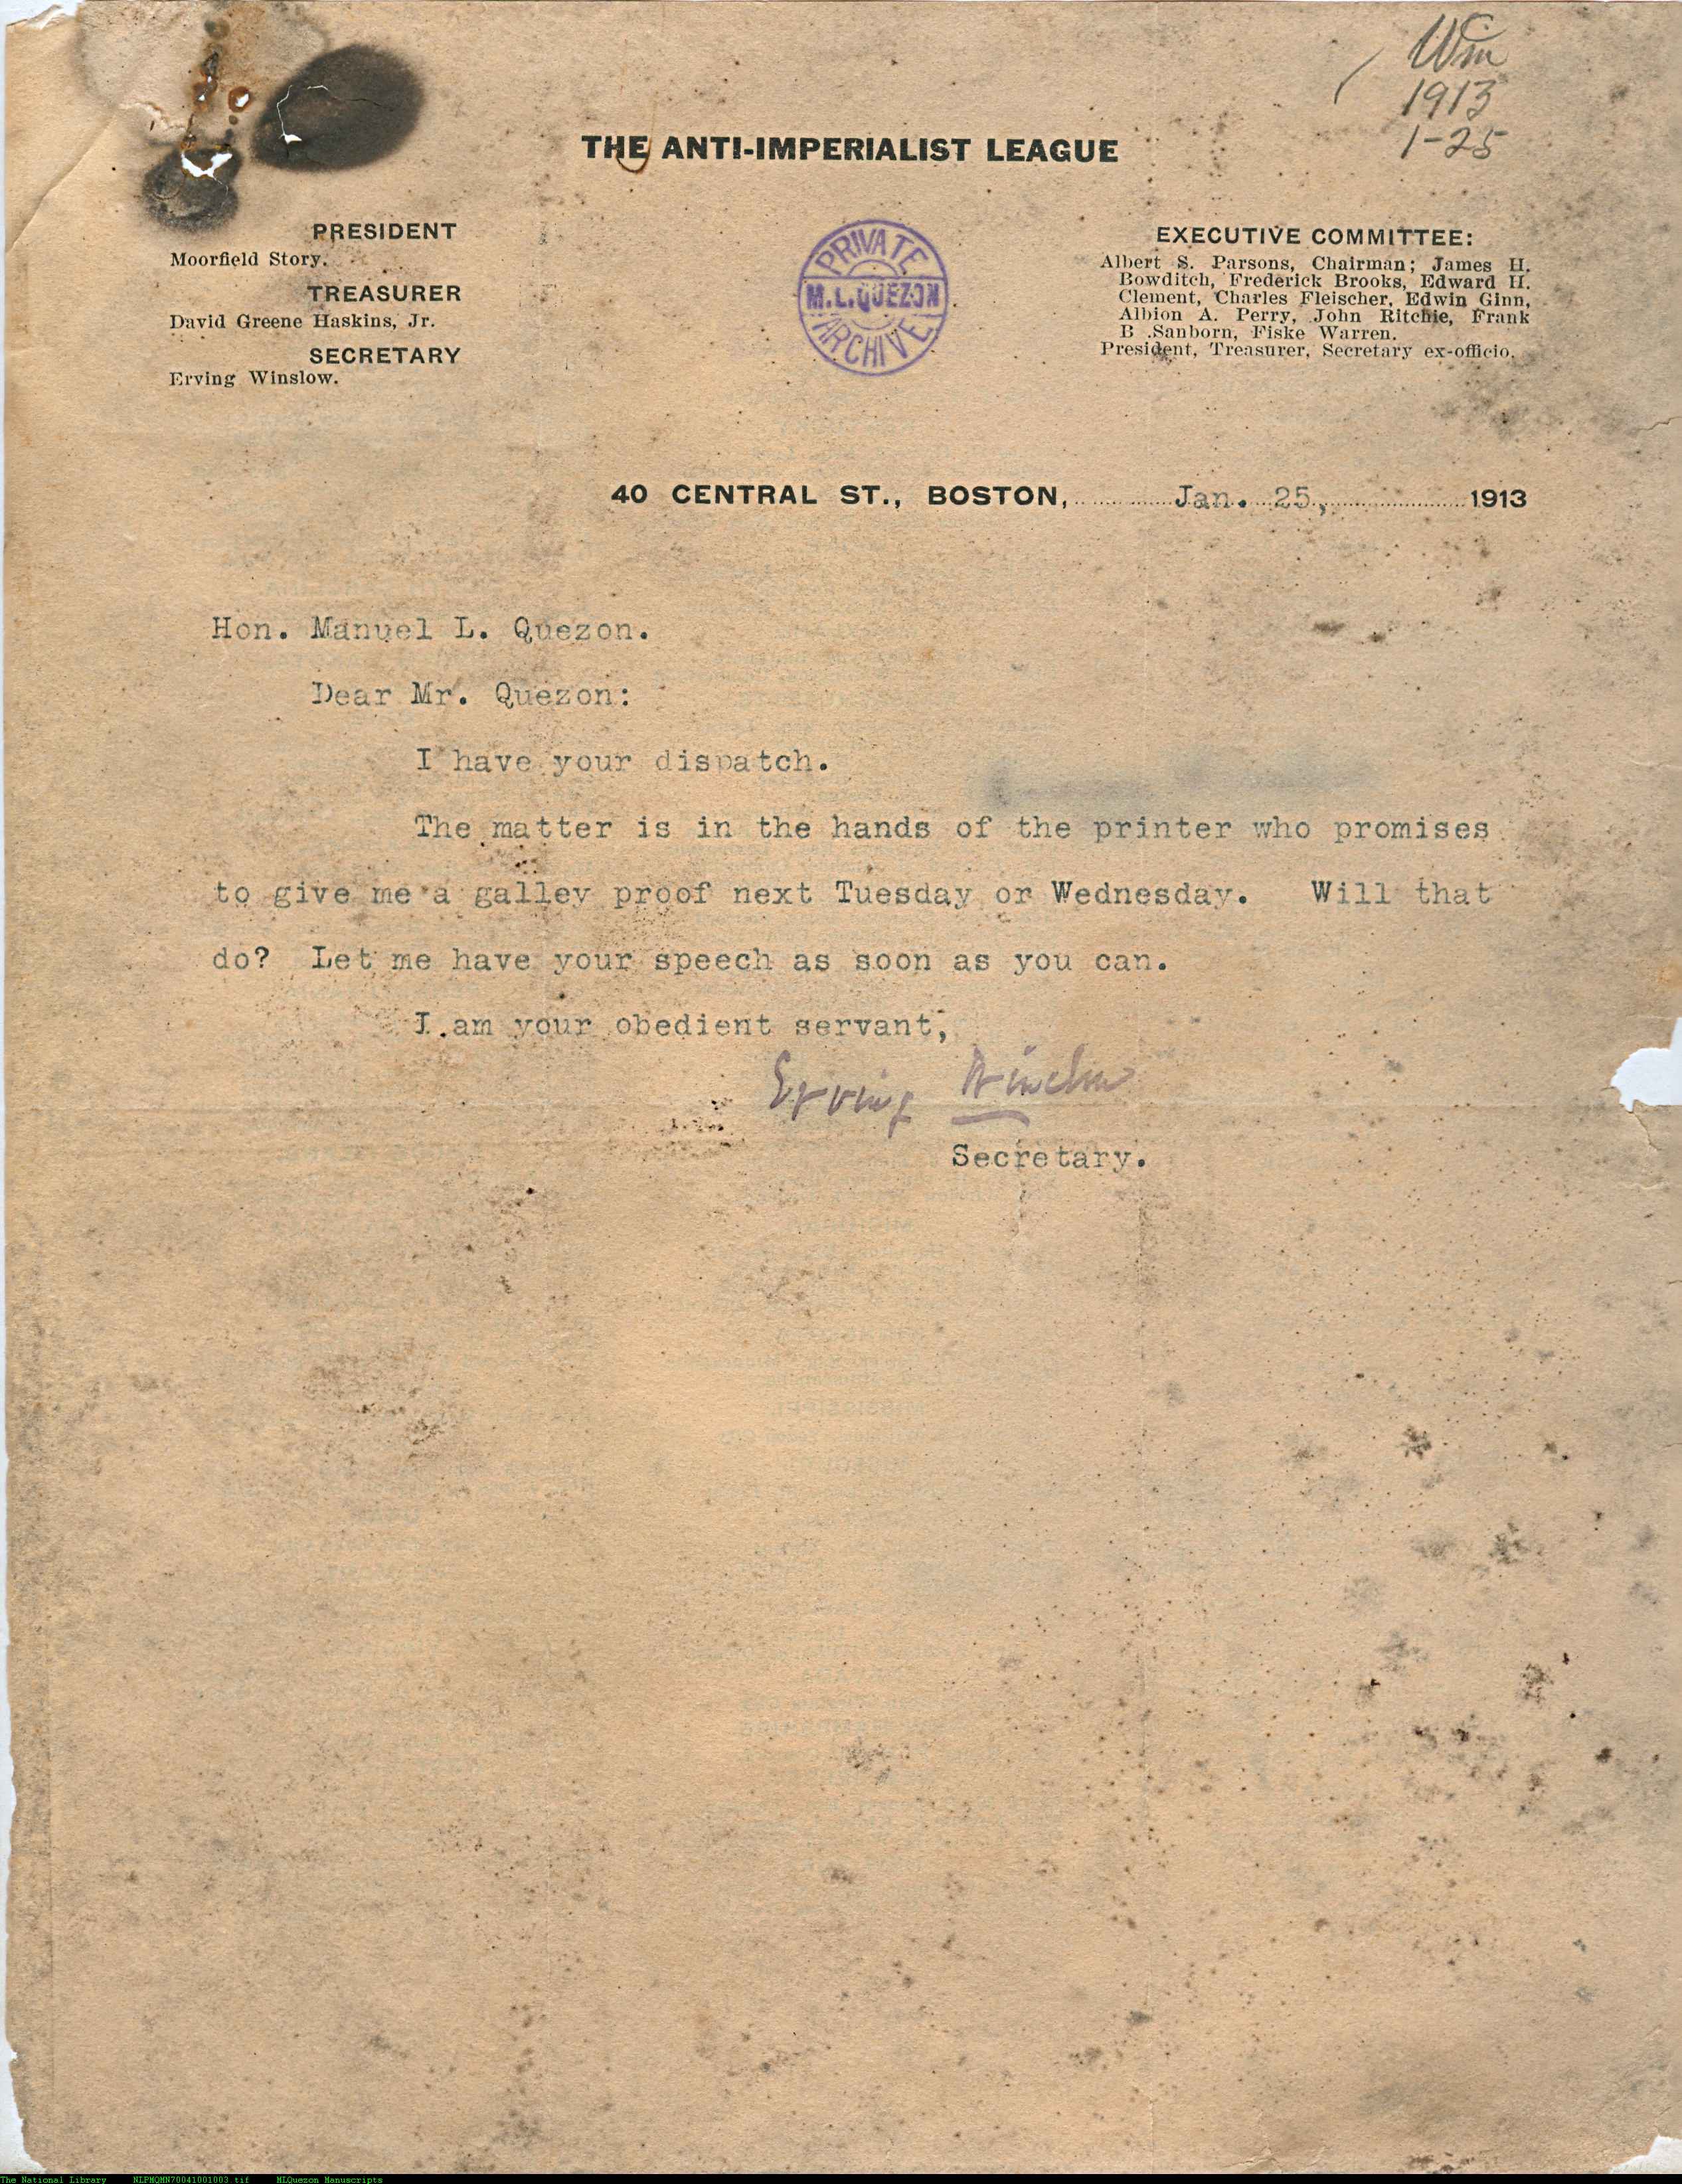 Win
1913
1-25
THE ANTI-IMPERIALIST LEAGUE
PRESIDENT
Moorfield Story.
TREASURER
David Greene Haskins, Jr.
SECRETARY
Erving Winslow.
PRIVATE
M.L.QUEZON
ARCHIVE
EXECUTIVE COMMITTEE:
Albert S. Parsons, Chairman; James H.
Bowditch, Frederick Brooks, Edward H.
Clement, Charles Fleischer, Edwin Ginn,
Albion A. Perry, John Ritchie, Frank
B .Sanborn, Fiske Warren.
President, Treasurer, Secretary ex-officio.
40 CENTRAL ST., BOSTON, Jan. 25, 1913
Hon. Manuel L. Quezon.
Dear Mr. Quezon:
I have your dispatch.
The matter is in the hands of the printer who promises
to give me a galley proof next Tuesday or Wednesday. Will that
do? Let me have your speech as soon as you can.
I am your obedient servant,
Erving Winslow
Secretary.
The National Library NLPMQMN70041001003.tif MLQuezon Manuscripts